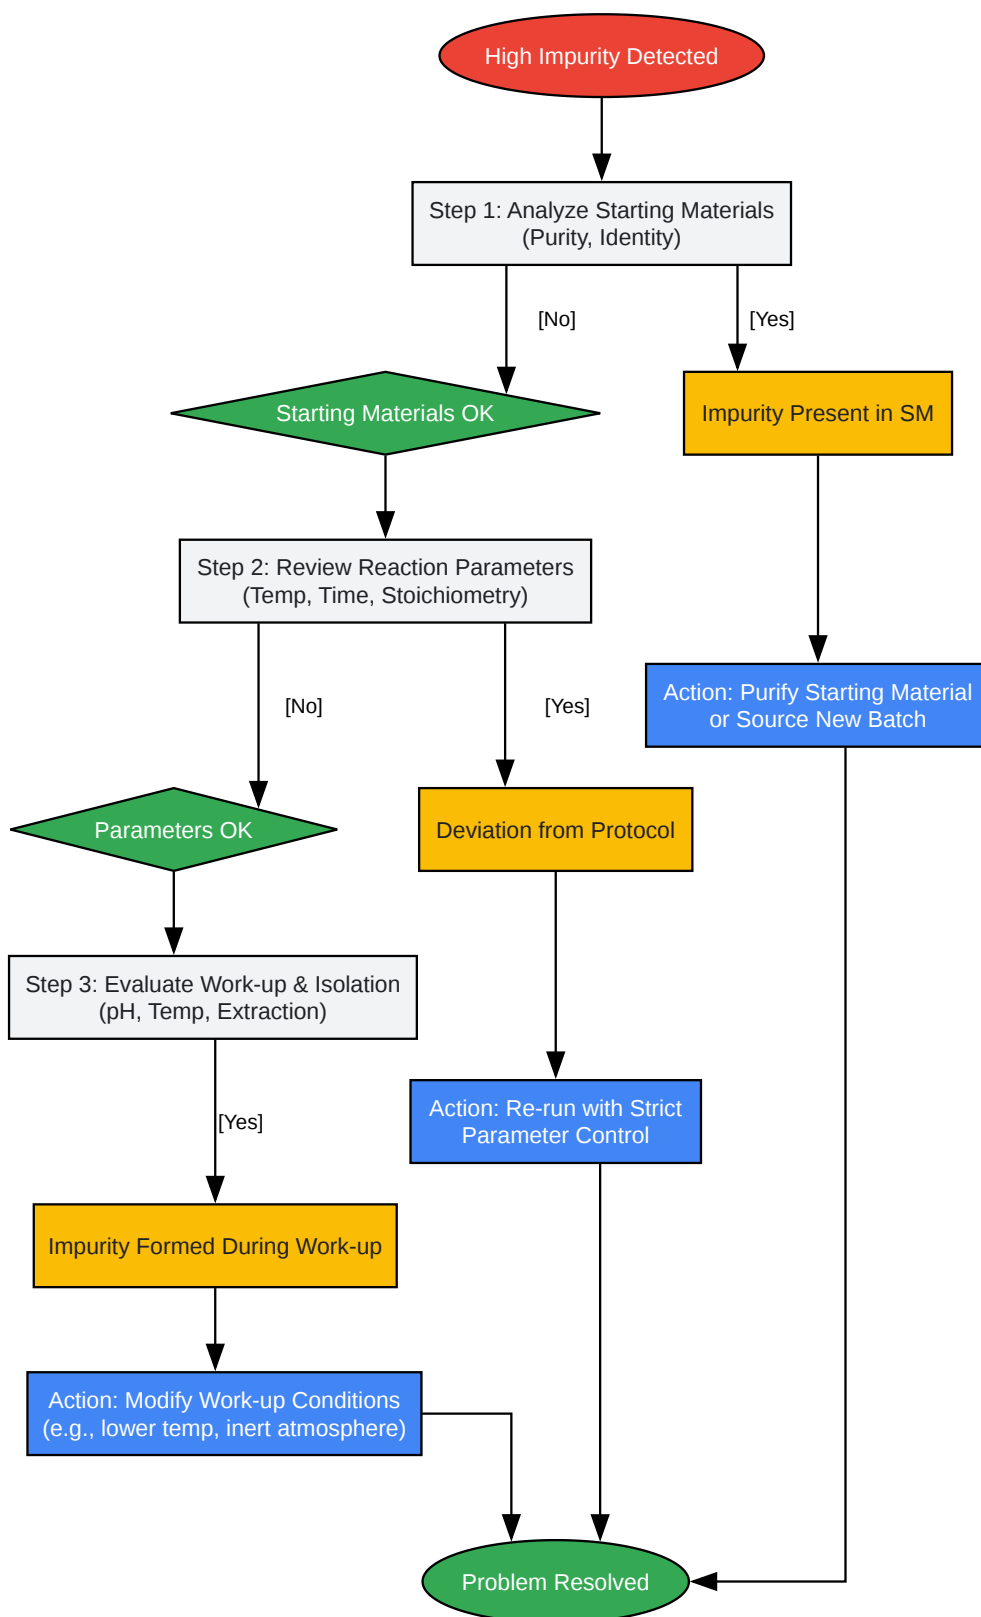 High Impurity Detected
Step 1: Analyze Starting Materials
(Purity, Identity)
[No]
[Yes]
Starting Materials OK
Impurity Present in SM
Step 2: Review Reaction Parameters
(Temp, Time, Stoichiometry)
Action: Purify Starting Material
or Source New Batch
[No]
[Yes]
Parameters OK
Deviation from Protocol
Step 3: Evaluate Work-up & Isolation
(pH, Temp, Extraction)
Action: Re-run with Strict
Parameter Control
[Yes]
Impurity Formed During Work-up
Action: Modify Work-up Conditions
(e.g., lower temp, inert atmosphere)
Problem Resolved